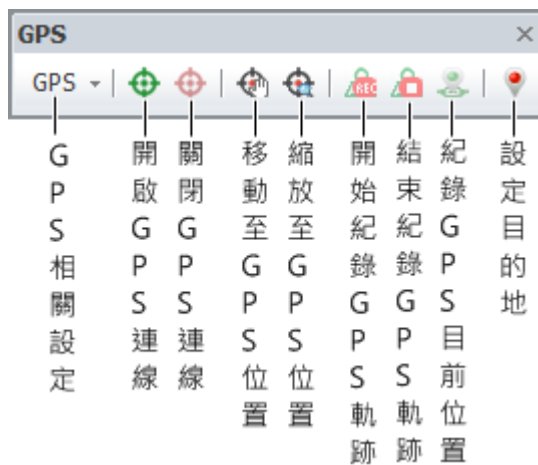 GPS
GPS
GPS相關設定
開啟GPS連線
關閉GPS連線
移動至GPS位置
縮放至GPS位置
開始紀錄GPS軌跡
結束紀錄GPS軌跡
紀錄GPS目前位置
設定目的地
REC